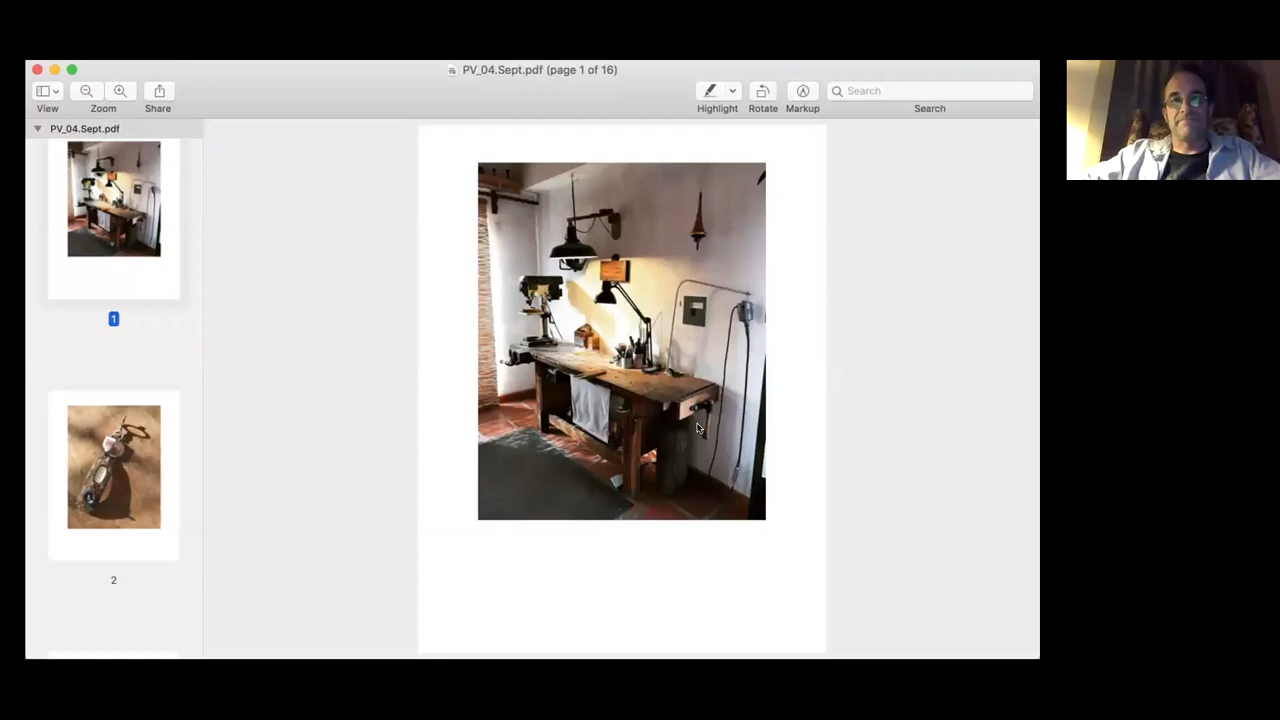 PV_04.Sept.pdf (page 1 of 16)
View
Zoom
Share
Highlight
Rotate
Markup
Search
Search
PV_04.Sept.pdf
1
2